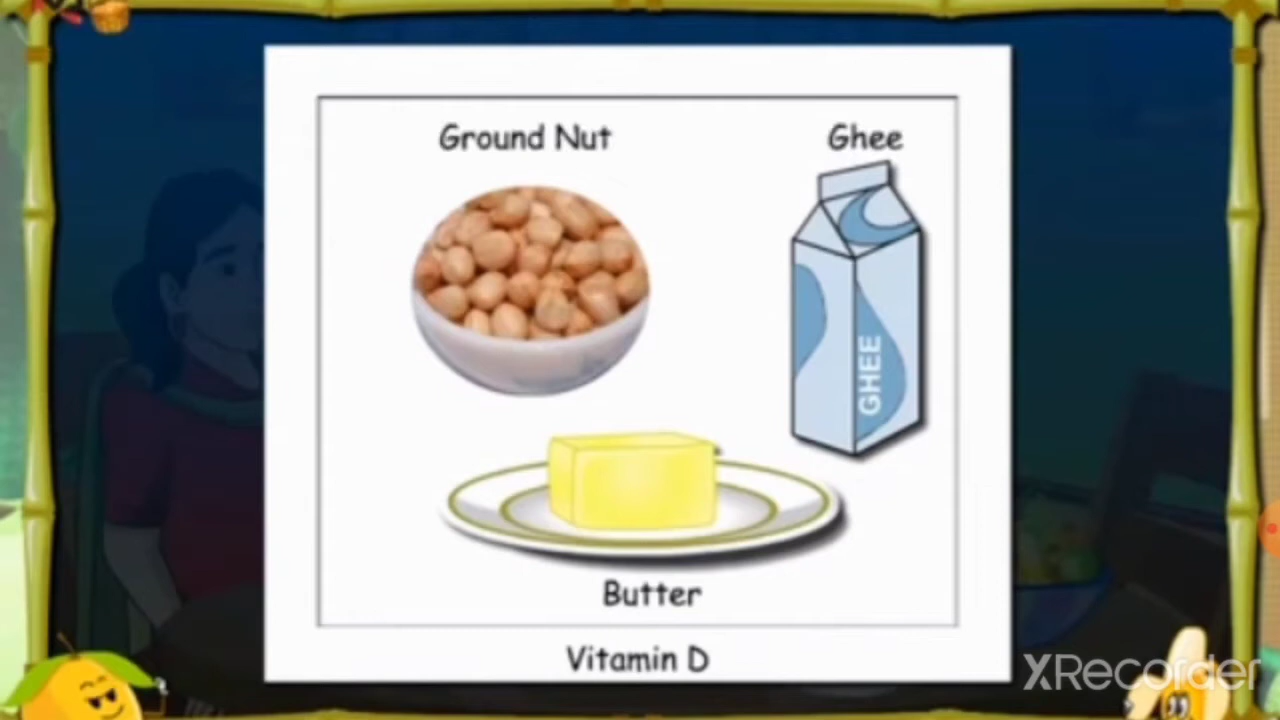 Ground Nut
Ghee
GHEE
Butter
Vitamin D
XRecorder